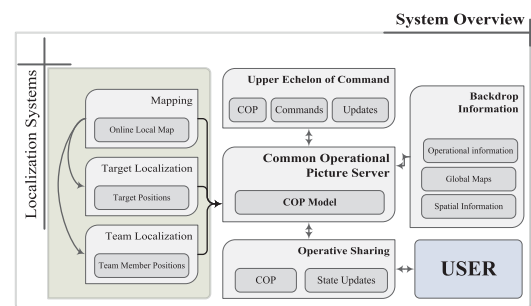 System Overview
Localization Systems
Mapping
Online Local Map
Target Localization
Target Positions
Team Localization
Team Member Positions
Upper Echelon of Command
COP
Commands
Updates
Common Operational
Picture Server
COP Model
Operative Sharing
COP
State Updates
Backdrop
Information
Operational information
Global Maps
Spatial Information
USER